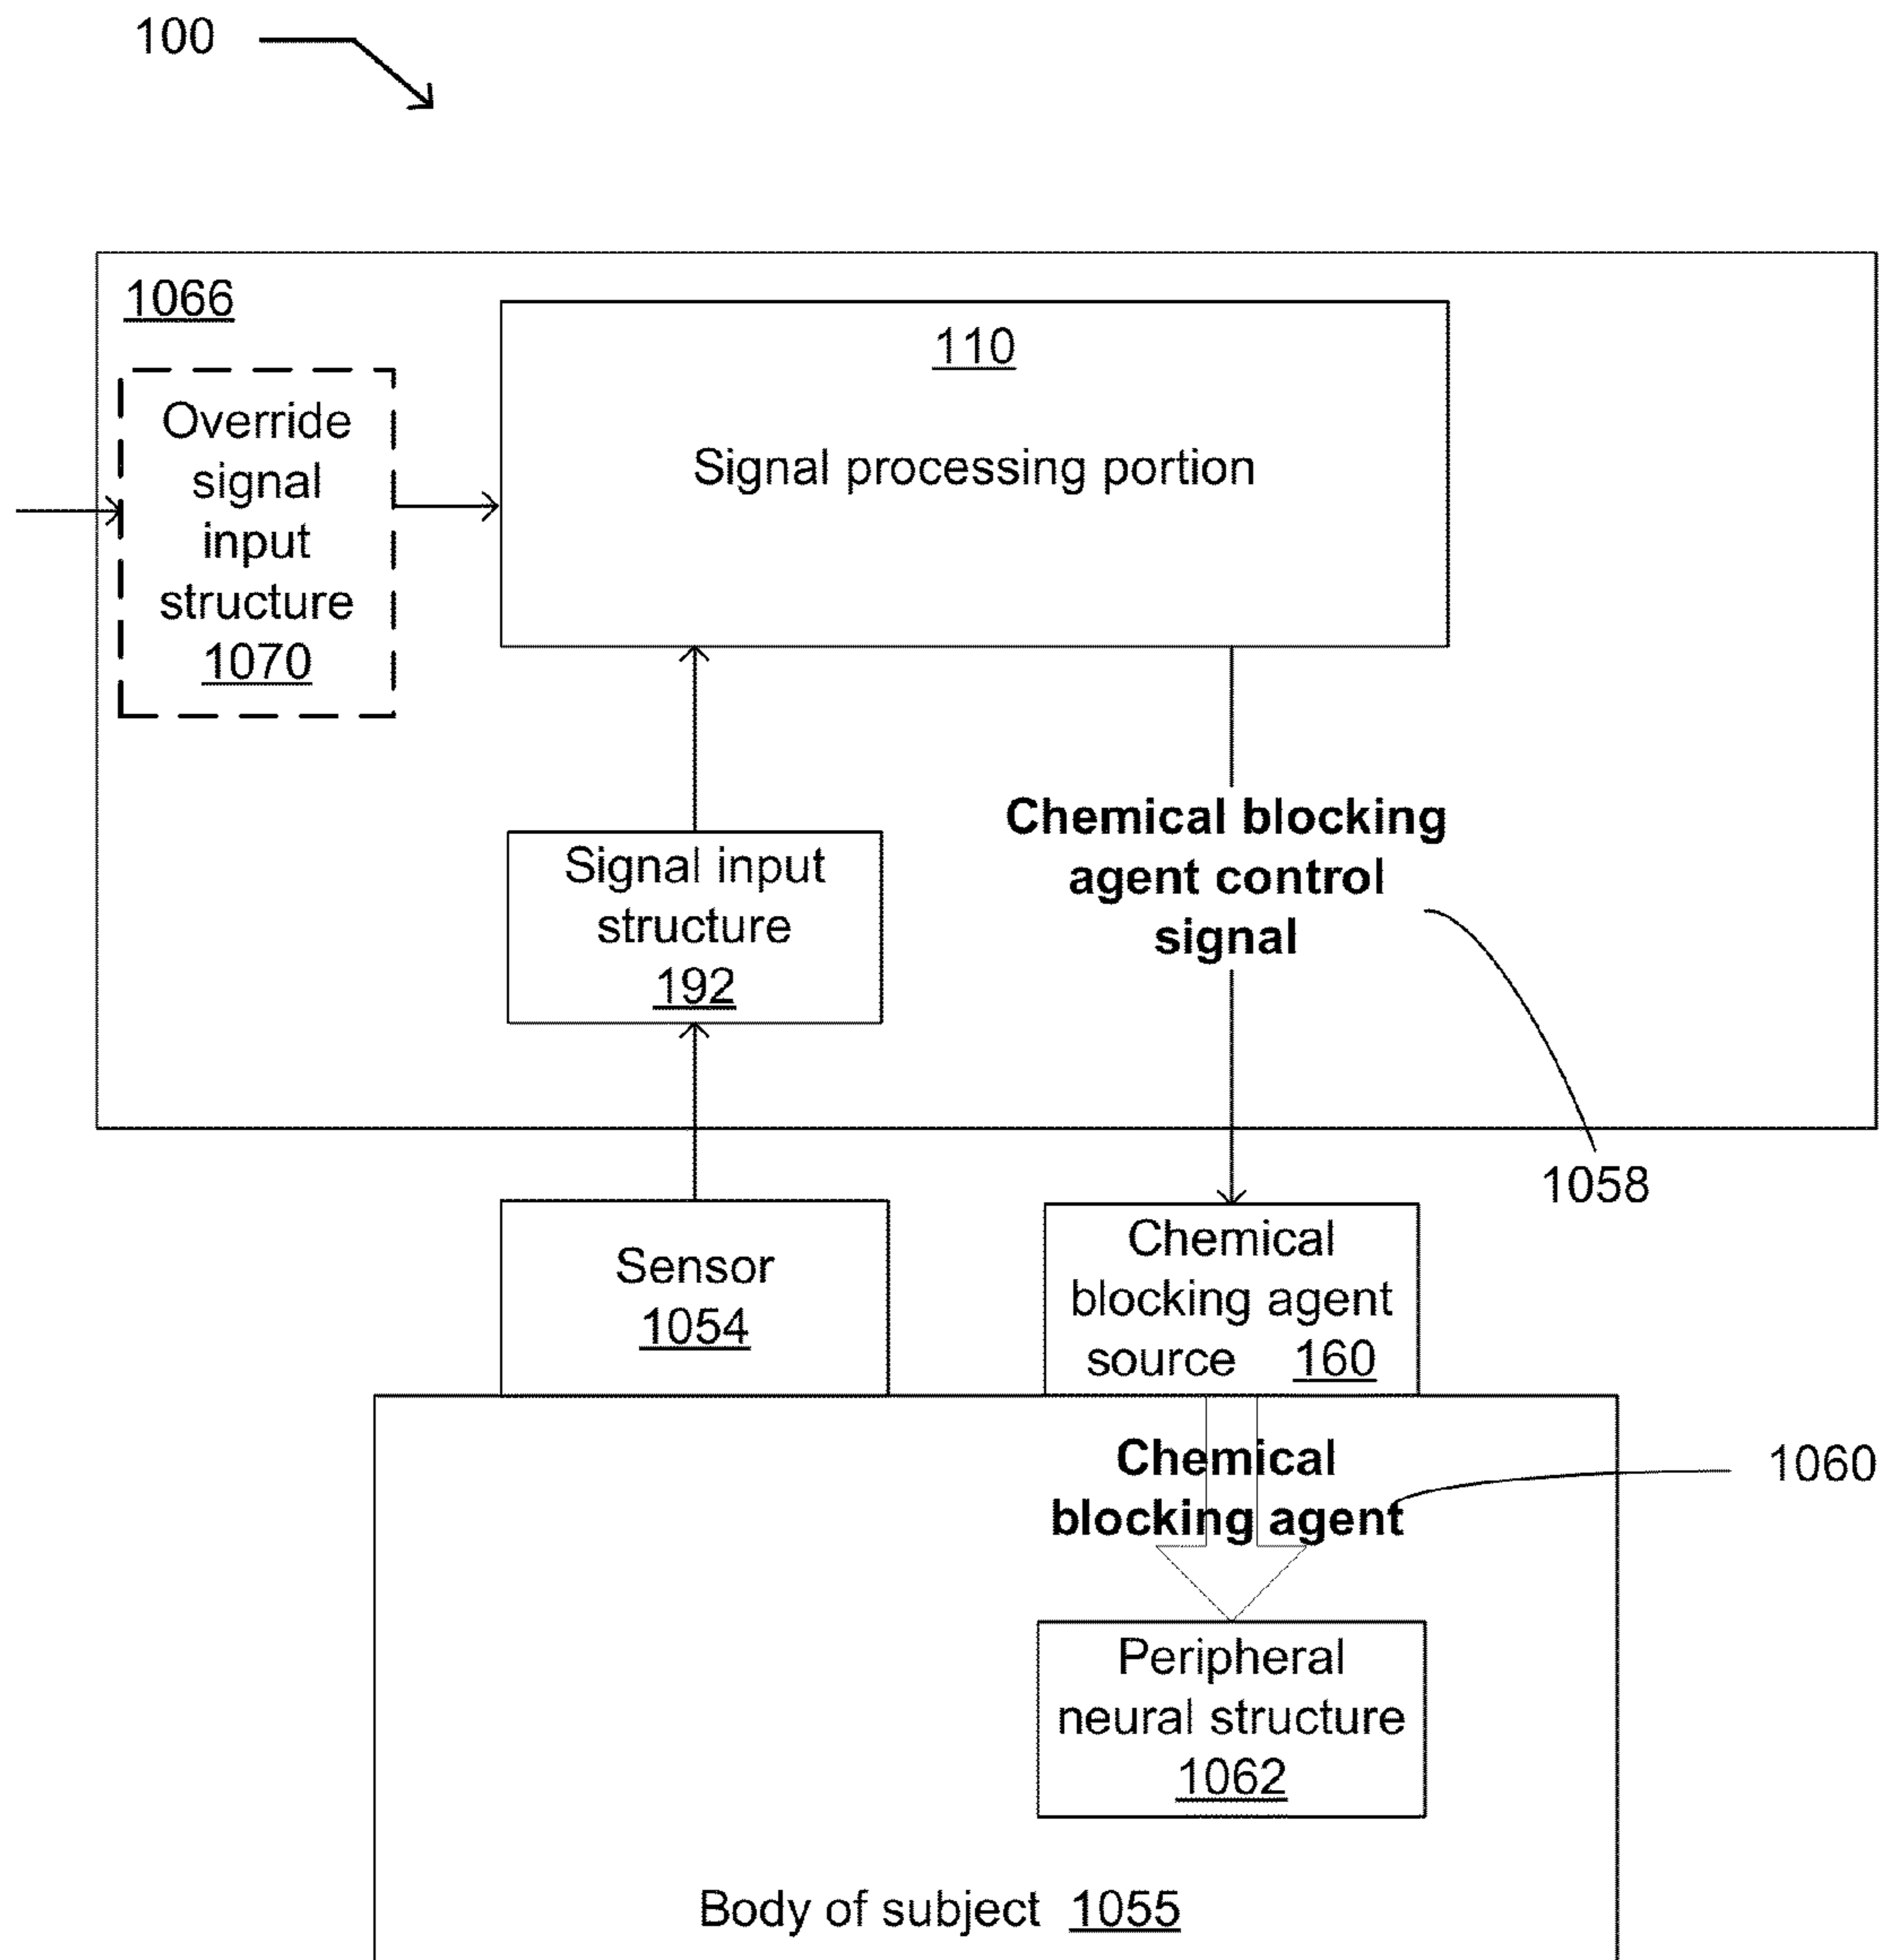 100
1066
110
Signal processing portion
Override
signal
input
structure
1070
Signal input
structure
192
Chemical blocking
agent control
signal
1058
Sensor
1054
Chemical
blocking agent
source 160
Chemical
blocking agent
1060
Peripheral
neural structure
1062
Body of subject 1055